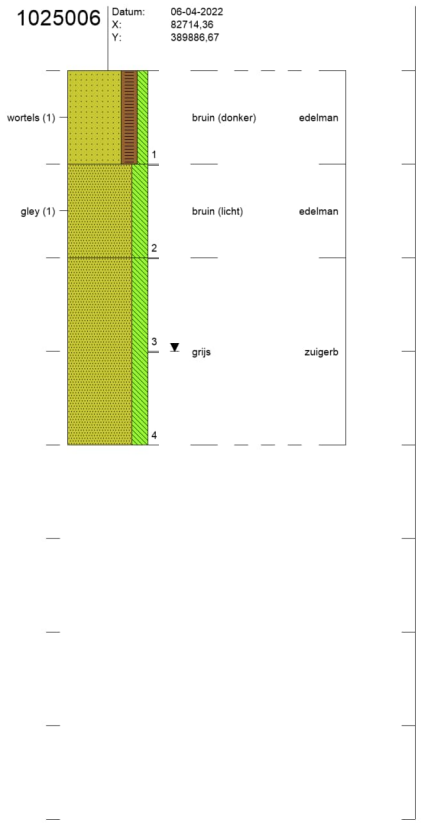 1025006
Datum: 06-04-2022
X: 82714,36
Y: 389886,67
wortels (1) bruin (donker) edelman
1
gley (1) bruin (licht) edelman
2
3
grijs zuigerb
4